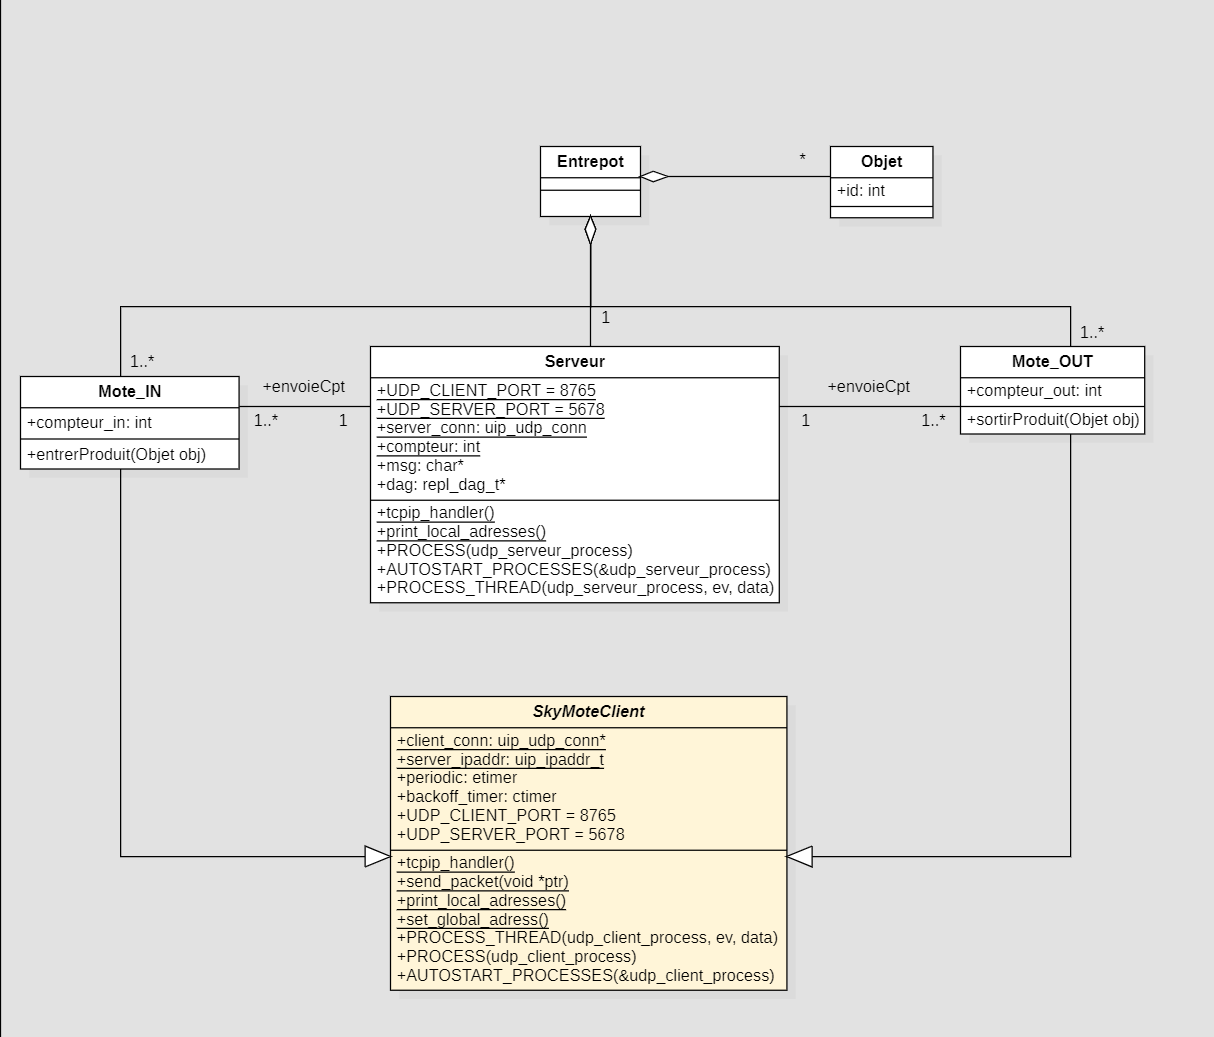 Entrepot
*
Objet
+id: int
1
1..*
1..*
Mote_IN
+compteur_in: int
+entrerProduit(Objet obj)
+envoieCpt
1..*
1
Serveur
+UDP_CLIENT_PORT = 8765
+UDP_SERVER_PORT = 5678
+server_conn: uip_udp_conn
+compteur: int
+msg: char*
+dag: repl_dag_t*
+tcpip_handler()
+print_local_adresses()
+PROCESS(udp_serveur_process)
+AUTOSTART_PROCESSES(&udp_serveur_process)
+PROCESS_THREAD(udp_serveur_process, ev, data)
+envoieCpt
1
1..*
Mote_OUT
+compteur_out: int
+sortirProduit(Objet obj)
SkyMoteClient
+client_conn: uip_udp_conn*
+server_ipaddr: uip_ipaddr_t
+periodic: etimer
+backoff_timer: ctimer
+UDP_CLIENT_PORT = 8765
+UDP_SERVER_PORT = 5678
+tcpip_handler()
+send_packet(void *ptr)
+print_local_adresses()
+set_global_adress()
+PROCESS_THREAD(udp_client_process, ev, data)
+PROCESS(udp_client_process)
+AUTOSTART_PROCESSES(&udp_client_process)